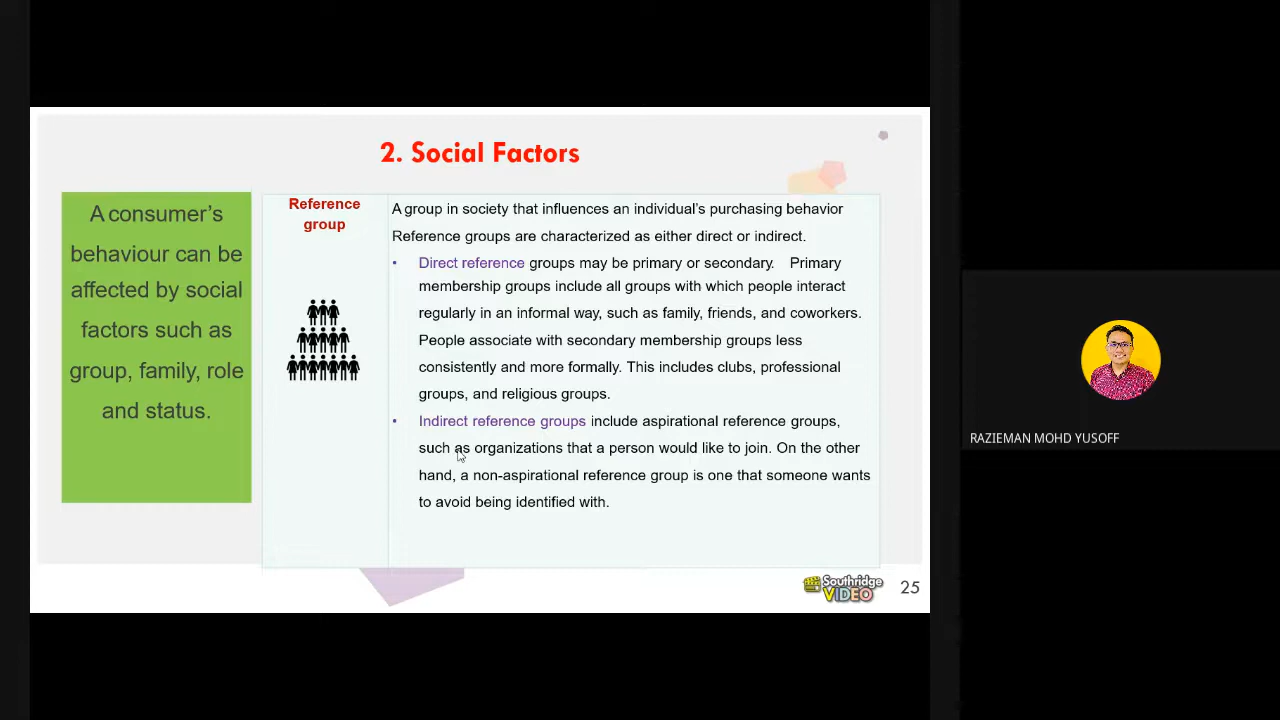 2. Social Factors
A consumer's
behaviour can be
affected by social
factors such as
group, family, role
and status.
Reference
group
A group in society that influences an individual's purchasing behavior
Reference groups are characterized as either direct or indirect.
• Direct reference groups may be primary or secondary. Primary
membership groups include all groups with which people interact
regularly in an informal way, such as family, friends, and coworkers.
People associate with secondary membership groups less
consistently and more formally. This includes clubs, professional
groups, and religious groups.
• Indirect reference groups include aspirational reference groups,
such as organizations that a person would like to join. On the other
hand, a non-aspirational reference group is one that someone wants
to avoid being identified with.
Southridge
VIDEO
25
RAZIEMAN MOHD YUSOFF